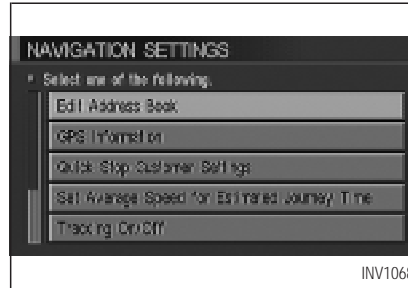 NAVIGATION SETTINGS
Select one of the following.
Edit Address Book
GPS Information
Quick Stop Customer Settings
Set Average Speed for Estimated Journey Time
Tracking On/Off
INV1068